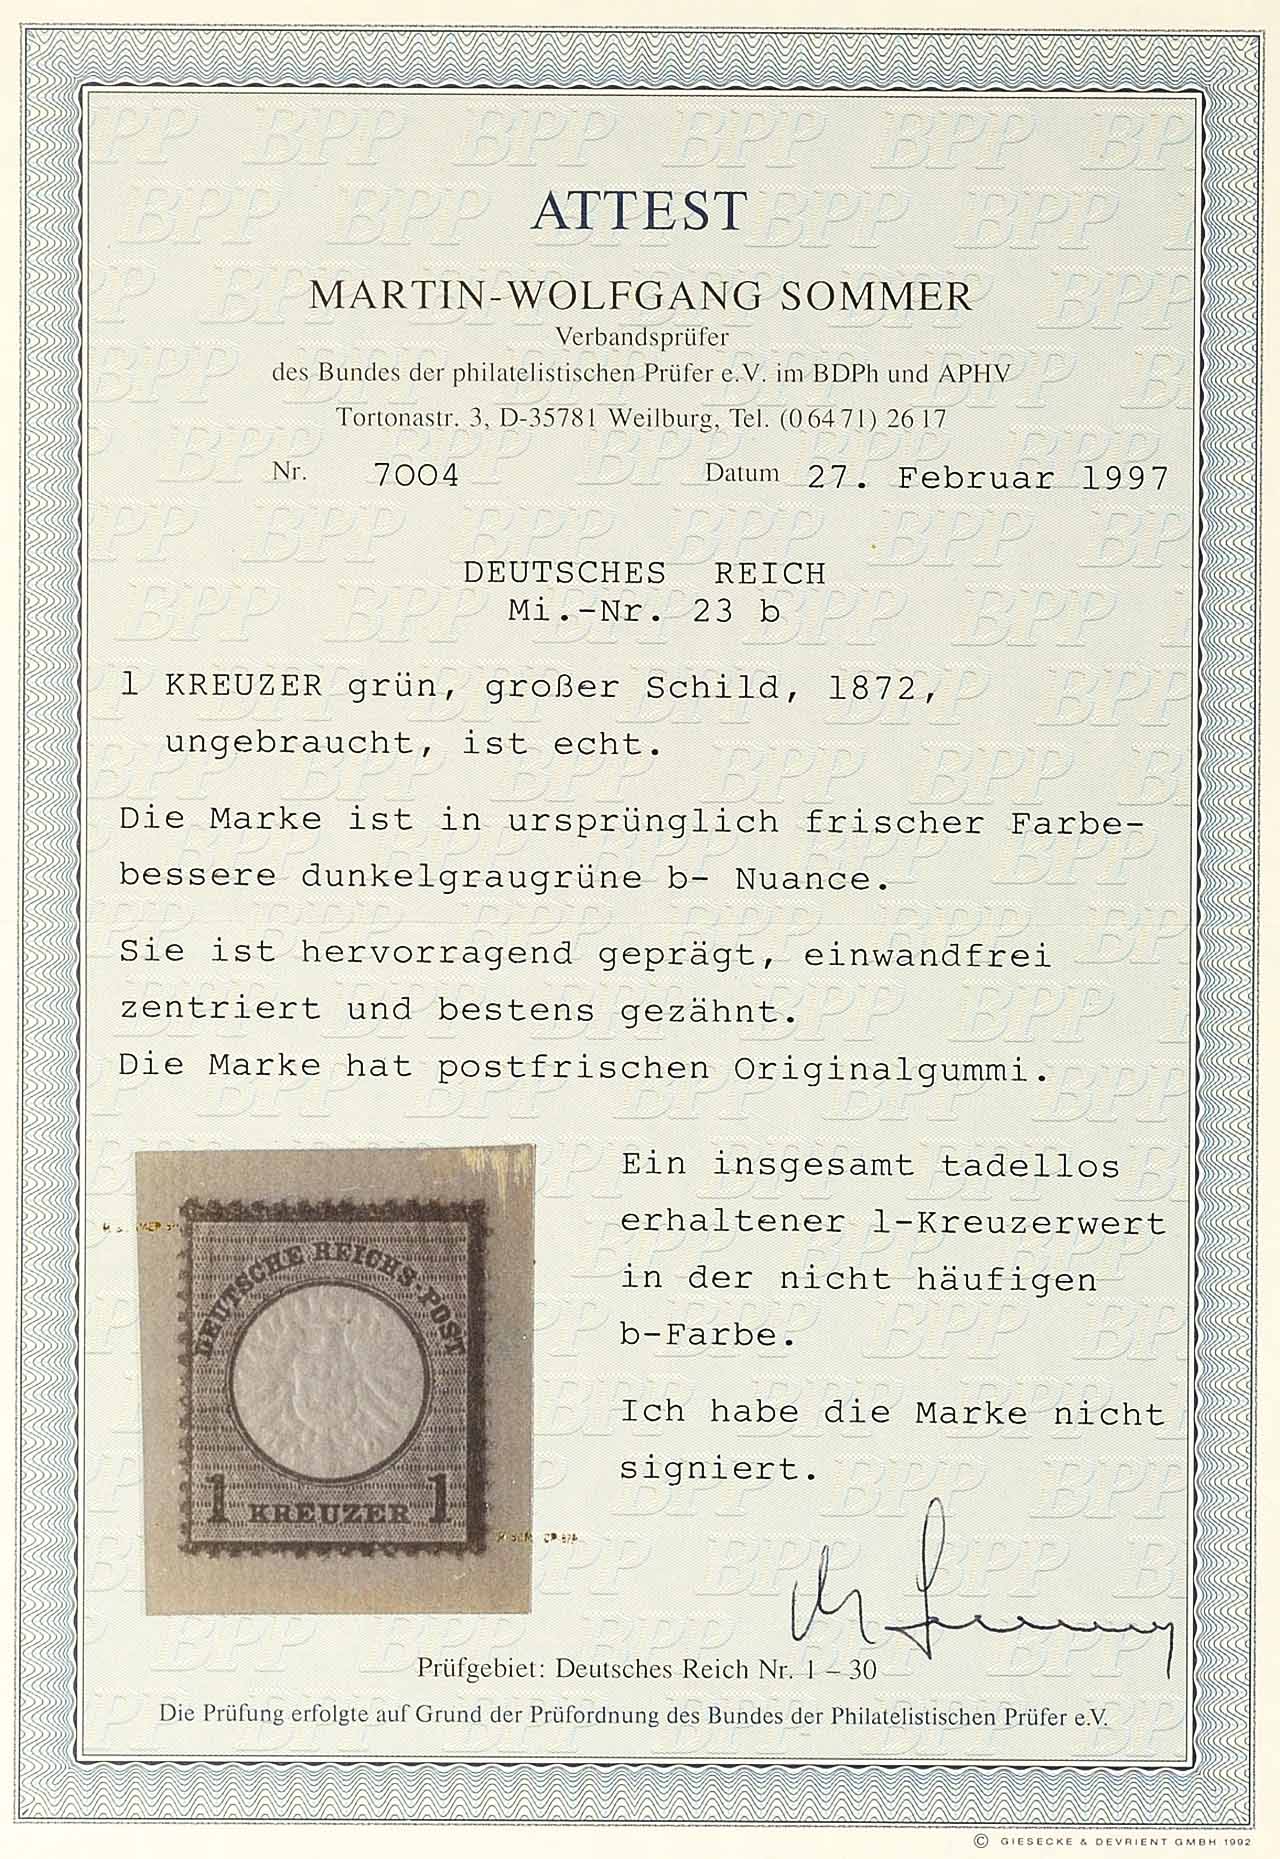 ATTEST
MARTIN-WOLFGANG SOMMER
Verbandsprüfer
des Bundes der philatelistischen Prüfer e.V. im BDPh und APHV
Tortonastr. 3, D-35781 Weilburg, Tel. (06471) 2617
Nr. 7004 Datum 27. Februar 1997
DEUTSCHES REICH
Mi.-Nr. 23 b
1 KREUZER grün, großer Schild, 1872,
ungebraucht, ist echt.
Die Marke ist in ursprünglich frischer Farbe-
bessere dunkelgraugrüne b- Nuance.
Sie ist hervorragend geprägt, einwandfrei
zentriert und bestens gezähnt.
Die Marke hat postfrischen Originalgummi.
Ein insgesamt tadellos
erhaltener 1-Kreuzerwert
in der nicht häufigen
b-Farbe.
Ich habe die Marke nicht
signiert.
DEUTSCHE REICHS-POST
1 KREUZER 1
Prüfgebiet: Deutsches Reich Nr. 1 – 30
Die Prüfung erfolgte auf Grund der Prüfordnung des Bundes der Philatelistischen Prüfer e.V.
© GIESECKE & DEVRIENT GMBH 1992